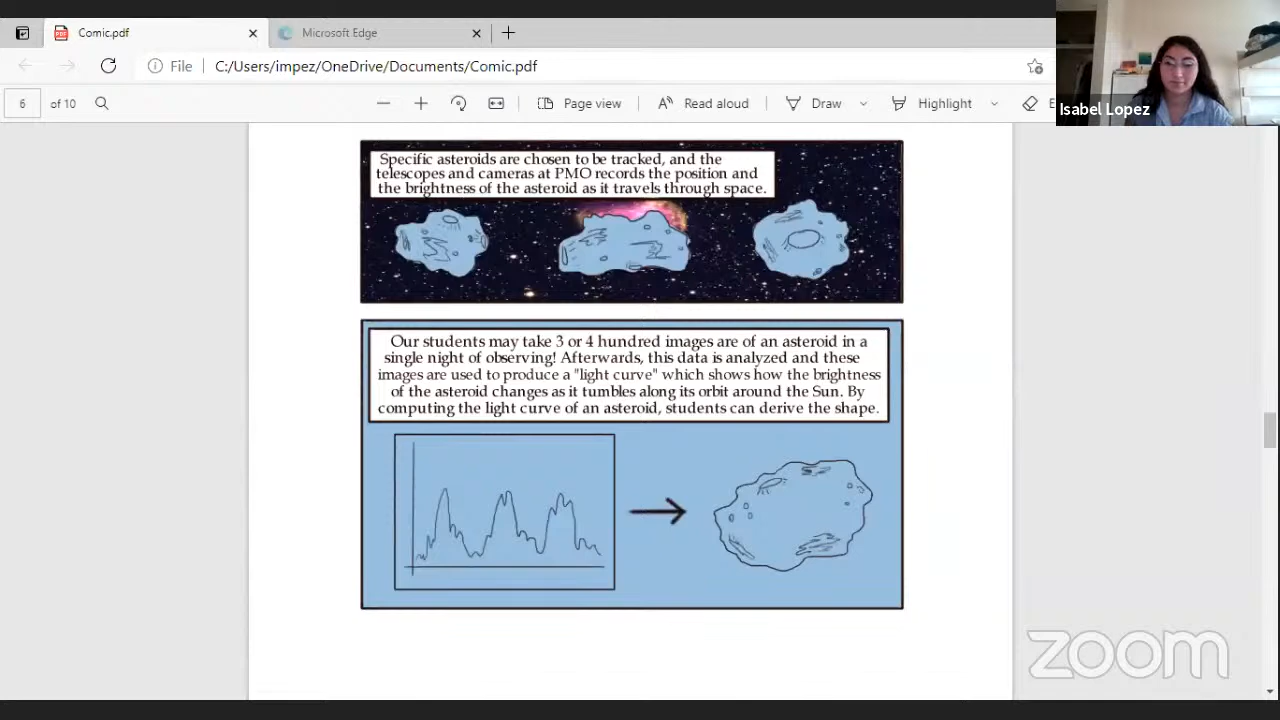 Comic.pdf
Microsoft Edge
File
C:/Users/impez/OneDrive/Documents/Comic.pdf
6
of 10
Page view
Read aloud
Draw
Highlight
Isabel Lopez
Specific asteroids are chosen to be tracked, and the
telescopes and cameras at PMO records the position and
the brightness of the asteroid as it travels through space.
Our students may take 3 or 4 hundred images are of an asteroid in a
single night of observing! Afterwards, this data is analyzed and these
images are used to produce a "light curve" which shows how the brightness
of the asteroid changes as it tumbles along its orbit around the Sun. By
computing the light curve of an asteroid, students can derive the shape.
zoom